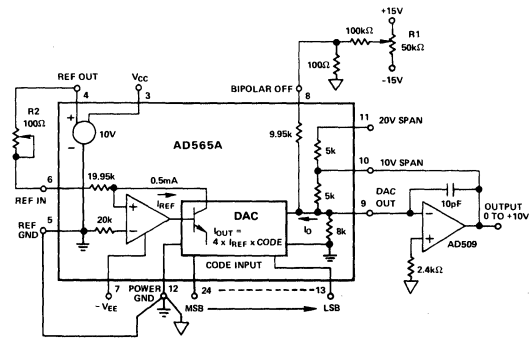 +15V
100kΩ
R1
50kΩ
100Ω
-15V
REF OUT
4
VCC
3
BIPOLAR OFF
8
R2
100Ω
+
10V
-
AD565A
9.95k
11
20V SPAN
5k
10
10V SPAN
5k
6
REF IN
19.95k
0.5mA
IREF
+
-
DAC
IOUT =
4 x IREF x CODE
CODE INPUT
IO
8k
DAC
OUT
9
10pF
-
+
AD509
OUTPUT
0 TO +10V
2.4kΩ
5
REF
GND
20k
7
-VEE
POWER
GND
12
24
MSB
13
LSB